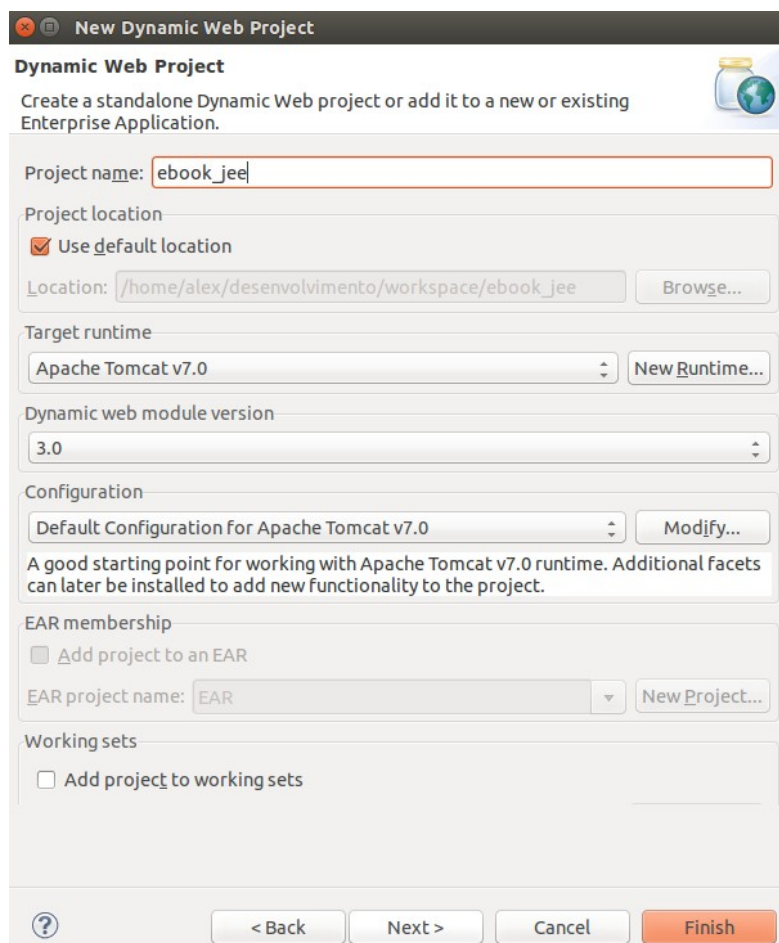 New Dynamic Web Project
Dynamic Web Project
Create a standalone Dynamic Web project or add it to a new or existing
Enterprise Application.
Project name: ebook_jee
Project location
Use default location
Location: /home/alex/desenvolvimento/workspace/ebook_jee Browse...
Target runtime
Apache Tomcat v7.0 New Runtime...
Dynamic web module version
3.0
Configuration
Default Configuration for Apache Tomcat v7.0 Modify...
A good starting point for working with Apache Tomcat v7.0 runtime. Additional facets
can later be installed to add new functionality to the project.
EAR membership
Add project to an EAR
EAR project name: EAR New Project...
Working sets
Add project to working sets
? < Back Next > Cancel Finish